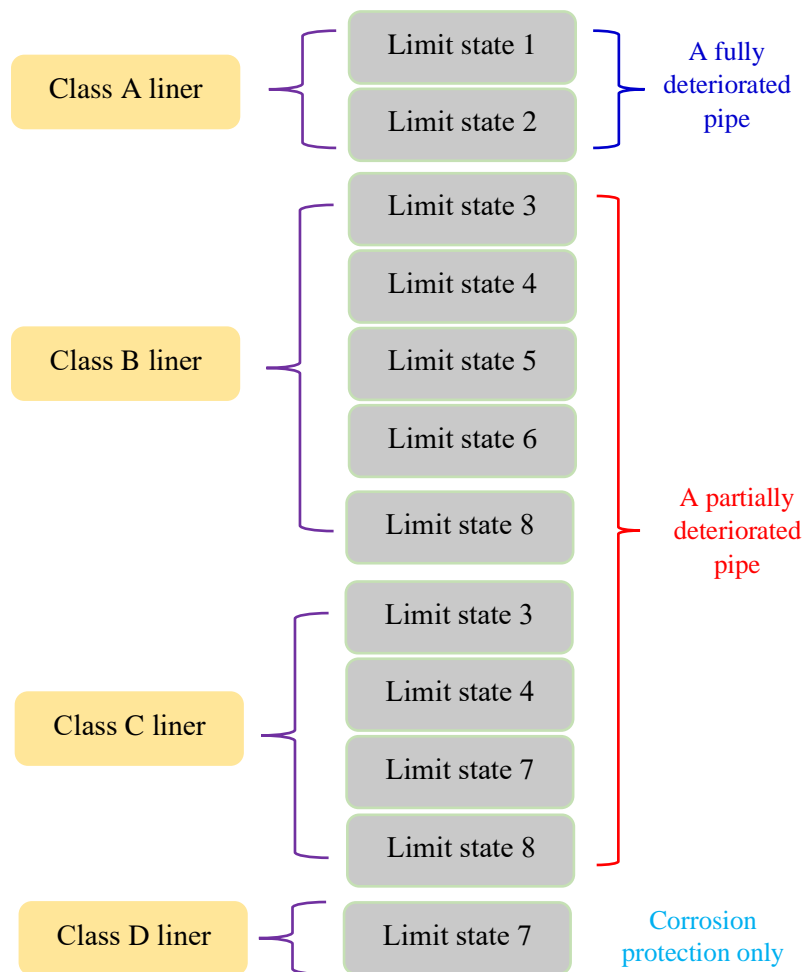 Class A liner
Limit state 1
Limit state 2
A fully
deteriorated
pipe
Class B liner
Limit state 3
Limit state 4
Limit state 5
Limit state 6
Limit state 8
A partially
deteriorated
pipe
Class C liner
Limit state 3
Limit state 4
Limit state 7
Limit state 8
Class D liner
Limit state 7
Corrosion
protection only